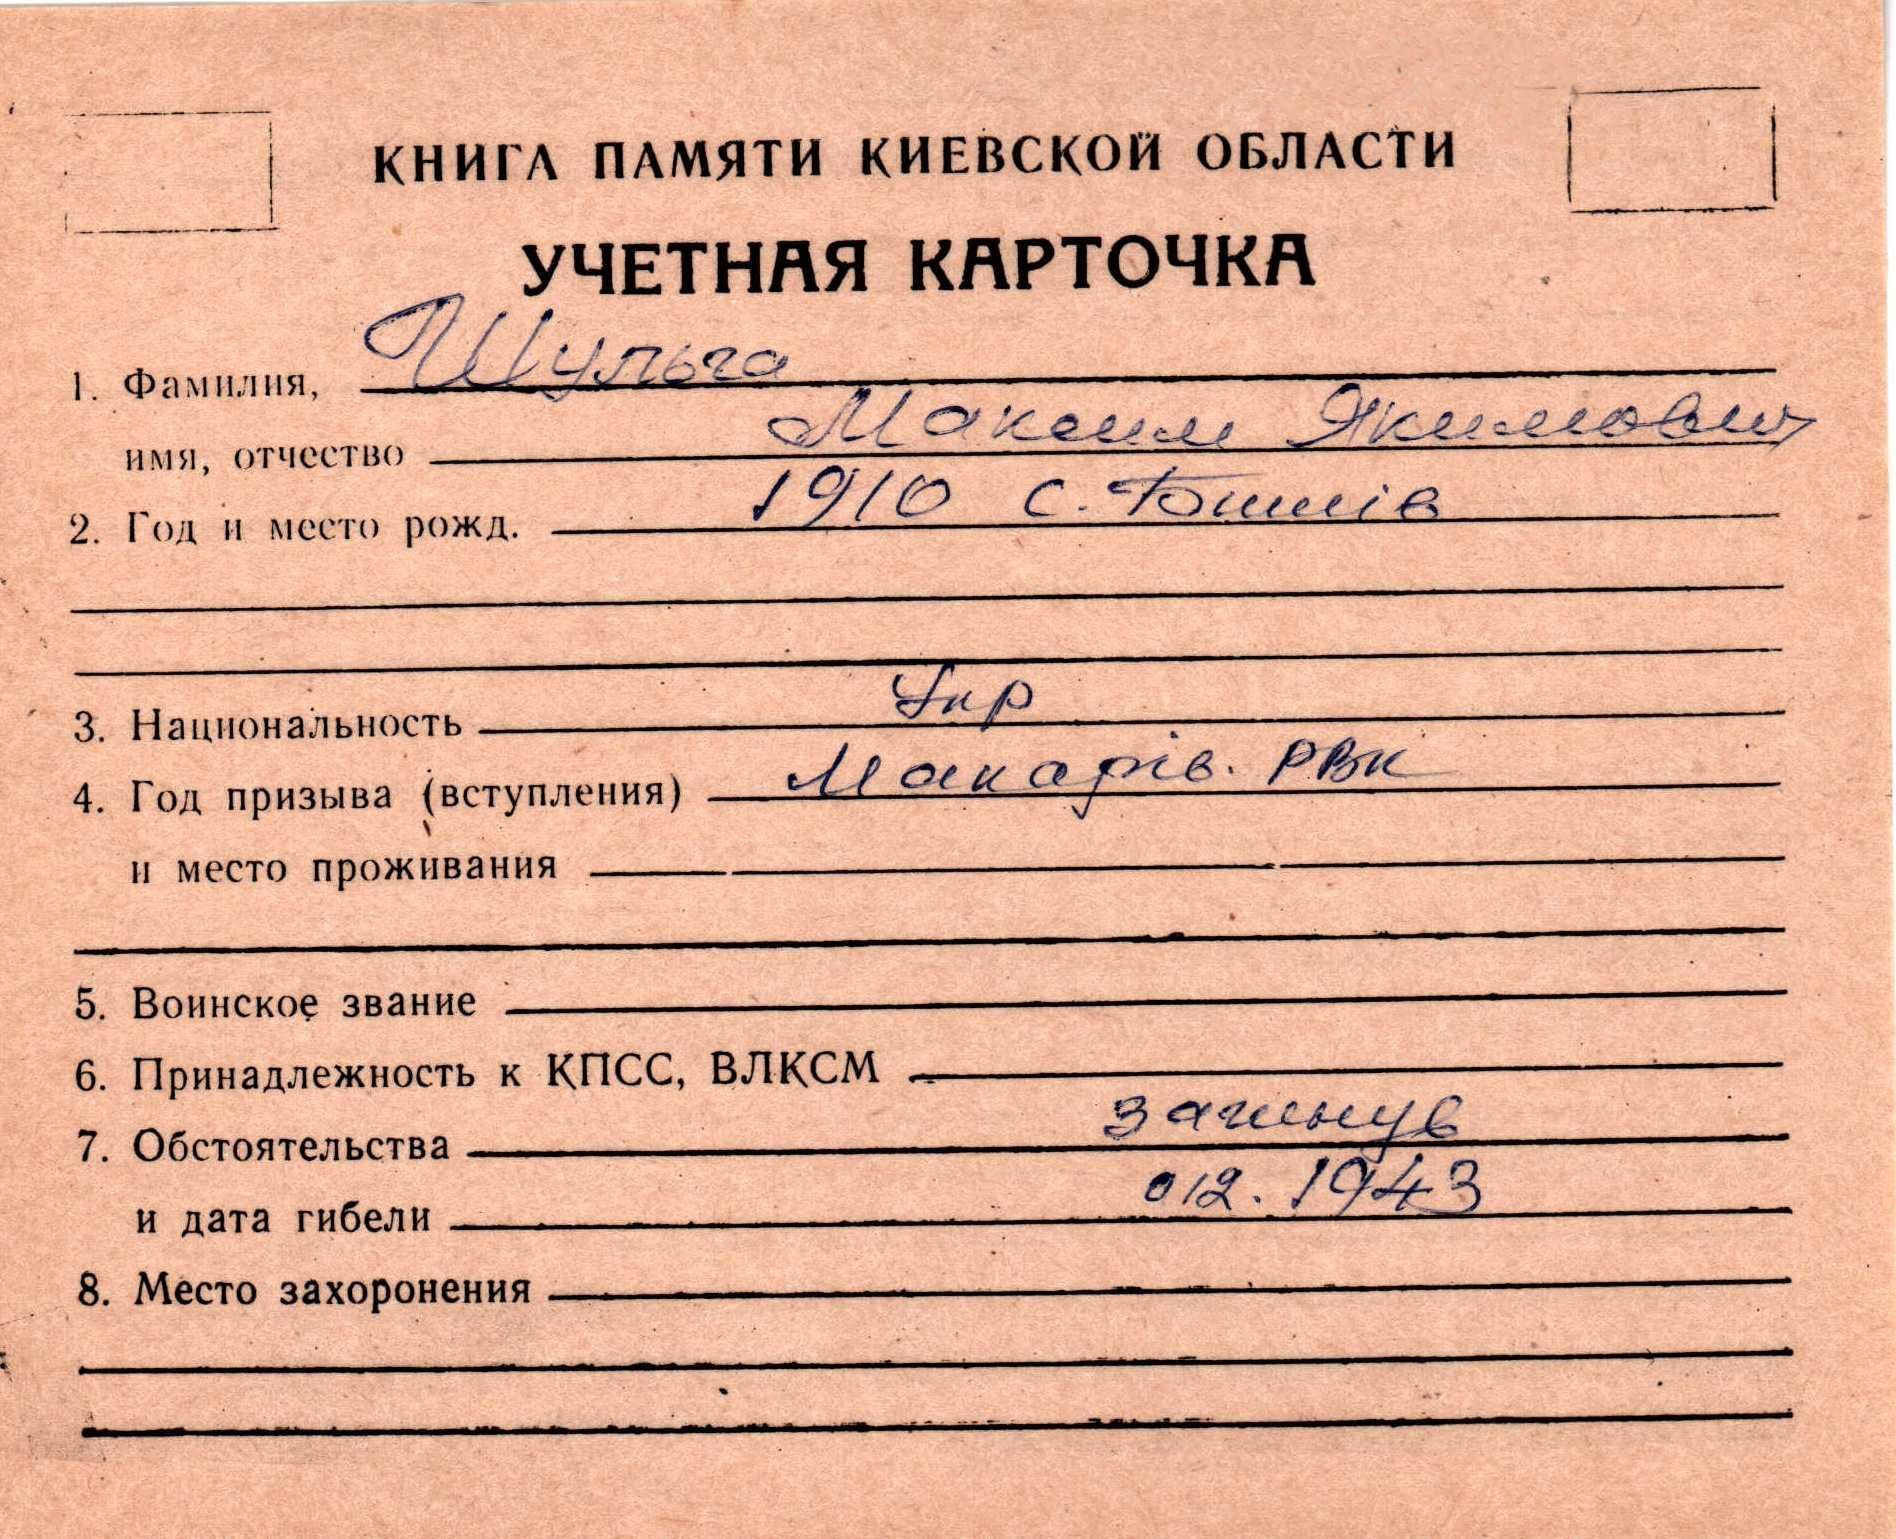 КНИГА ПАМЯТИ КИЕВСКОЙ ОБЛАСТИ
УЧЕТНАЯ КАРТОЧКА
1. Фамилия, Шульга
имя, отчество Максим Якимович
2. Год и место рожд. 1910 с.
3. Национальность Укр
4. Год призыва (вступления) Макарів. РВК
и место проживания
5. Воинское звание
6. Принадлежность к КПСС, ВЛКСМ
7. Обстоятельства загинув
и дата гибели 012.1943
8. Место захоронения